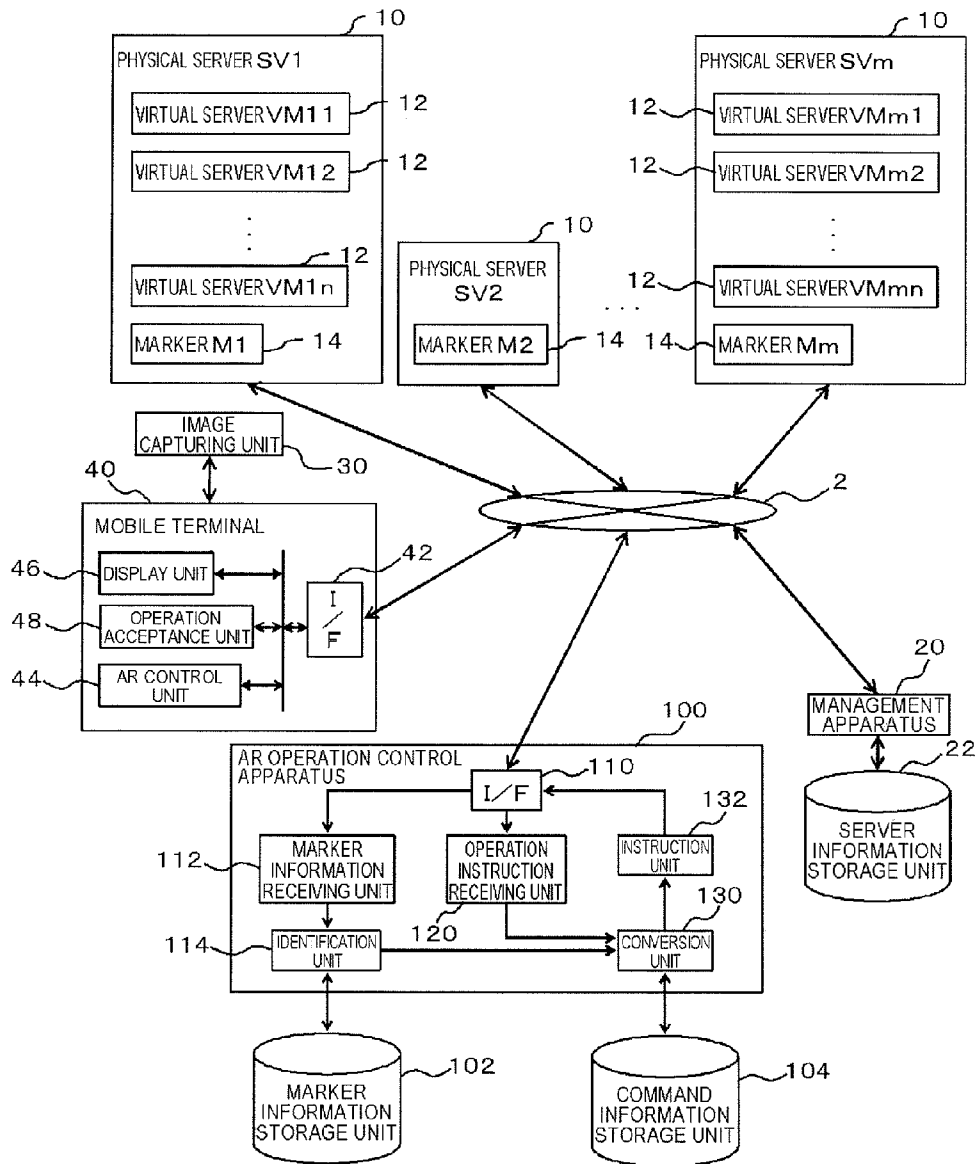 10
PHYSICAL SERVER SV1
VIRTUAL SERVER VM11
12
VIRTUAL SERVER VM12
12
12
VIRTUAL SERVER VM1n
MARKER M1
14
10
PHYSICAL SERVER
SV2
MARKER M2
14
10
PHYSICAL SERVER SVm
12
VIRTUAL SERVER VMm1
12
VIRTUAL SERVER VMm2
12
VIRTUAL SERVER VMmn
14
MARKER Mm
IMAGE
CAPTURING UNIT
30
2
40
MOBILE TERMINAL
42
I/F
46
DISPLAY UNIT
48
OPERATION
ACCEPTANCE UNIT
44
AR CONTROL
UNIT
20
MANAGEMENT
APPARATUS
22
SERVER
INFORMATION
STORAGE UNIT
100
AR OPERATION CONTROL
APPARATUS
110
I/F
112
MARKER
INFORMATION
RECEIVING UNIT
OPERATION
INSTRUCTION
RECEIVING UNIT
120
132
INSTRUCTION
UNIT
114
IDENTIFICATION
UNIT
130
CONVERSION
UNIT
102
MARKER
INFORMATION
STORAGE UNIT
104
COMMAND
INFORMATION
STORAGE UNIT